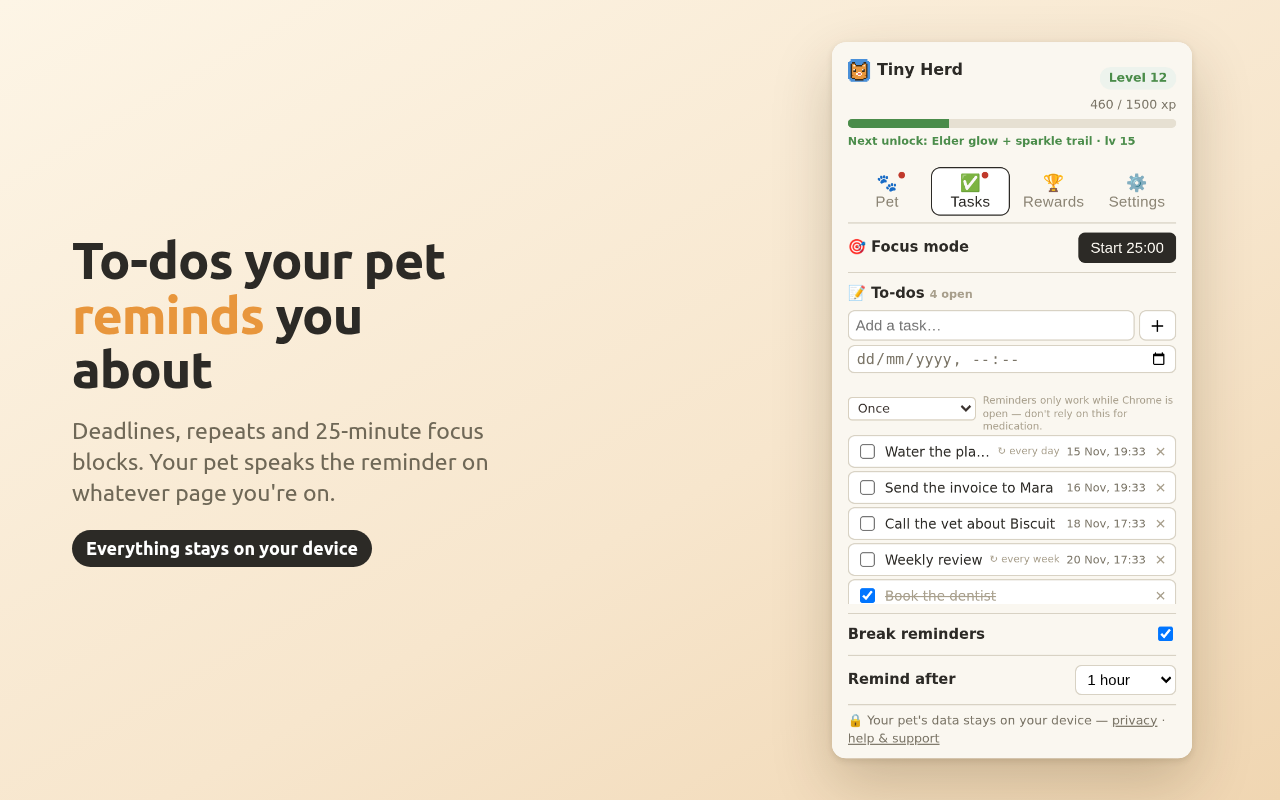 To-dos your pet
reminds you
about
Deadlines, repeats and 25-minute focus
blocks. Your pet speaks the reminder on
whatever page you're on.
Everything stays on your device
Tiny Herd
Level 12
460 / 1500 xp
Next unlock: Elder glow + sparkle trail · lv 15
Pet
Tasks
Rewards
Settings
Focus mode
Start 25:00
To-dos 4 open
Add a task…
+
dd/mm/yyyy, --:--
Once
Reminders only work while Chrome is
open — don't rely on this for
medication.
Water the pla… ↻ every day 15 Nov, 19:33 ✕
Send the invoice to Mara 16 Nov, 19:33 ✕
Call the vet about Biscuit 18 Nov, 17:33 ✕
Weekly review ↻ every week 20 Nov, 17:33 ✕
Book the dentist ✕
Break reminders
Remind after
1 hour
Your pet's data stays on your device — privacy ·
help & support